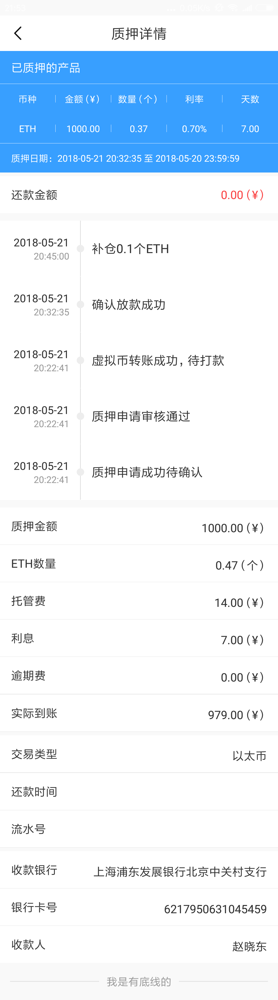 21:53 ... 0.05K/s
质押详情
已质押的产品
币种 金额(¥) 数量(个) 利率 天数
ETH 1000.00 0.37 0.70% 7.00
质押日期：2018-05-21 20:32:35 至 2018-05-20 23:59:59
还款金额 0.00(¥)
2018-05-21
补仓0.1个ETH
20:45:00
2018-05-21
确认放款成功
20:32:35
2018-05-21
虚拟币转账成功，待打款
20:22:41
2018-05-21
质押申请审核通过
20:22:41
2018-05-21
质押申请成功待确认
20:22:41
质押金额 1000.00(¥)
ETH数量 0.47(个)
托管费 14.00(¥)
利息 7.00(¥)
逾期费 0.00(¥)
实际到账 979.00(¥)
交易类型 以太币
还款时间
流水号
收款银行 上海浦东发展银行北京中关村支行
银行卡号 6217950631045459
收款人 赵晓东
我是有底线的